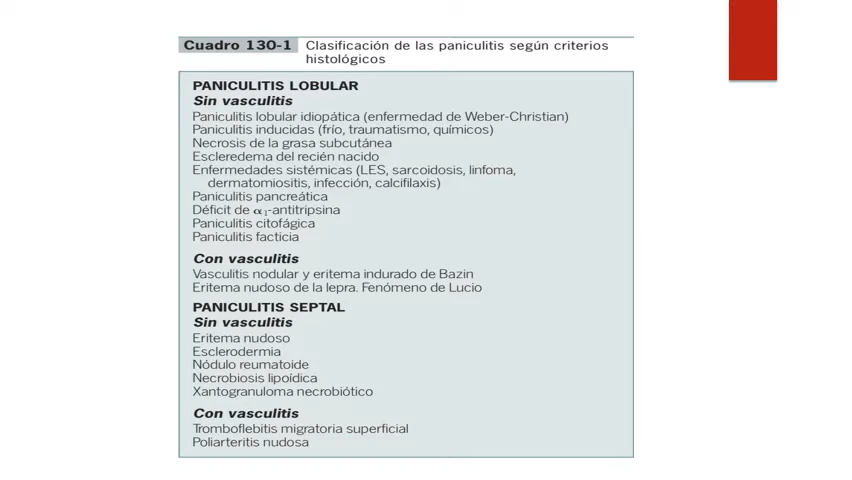 Cuadro 130-1 Clasificación de las paniculitis según criterios
histológicos
PANICULITIS LOBULAR
Sin vasculitis
Paniculitis lobular idiopática (enfermedad de Weber-Christian)
Paniculitis inducidas (frío, traumatismo, químicos)
Necrosis de la grasa subcutánea
Escleredema del recién nacido
Enfermedades sistémicas (LES, sarcoidosis, linfoma,
dermatomiositis, infección, calcifilaxis)
Paniculitis pancreática
Déficit de α₁-antitripsina
Paniculitis citofágica
Paniculitis facticia
Con vasculitis
Vasculitis nodular y eritema indurado de Bazin
Eritema nudoso de la lepra. Fenómeno de Lucio
PANICULITIS SEPTAL
Sin vasculitis
Eritema nudoso
Esclerodermia
Nódulo reumatoide
Necrobiosis lipoídica
Xantogranuloma necrobiótico
Con vasculitis
Tromboflebitis migratoria superficial
Poliarteritis nudosa